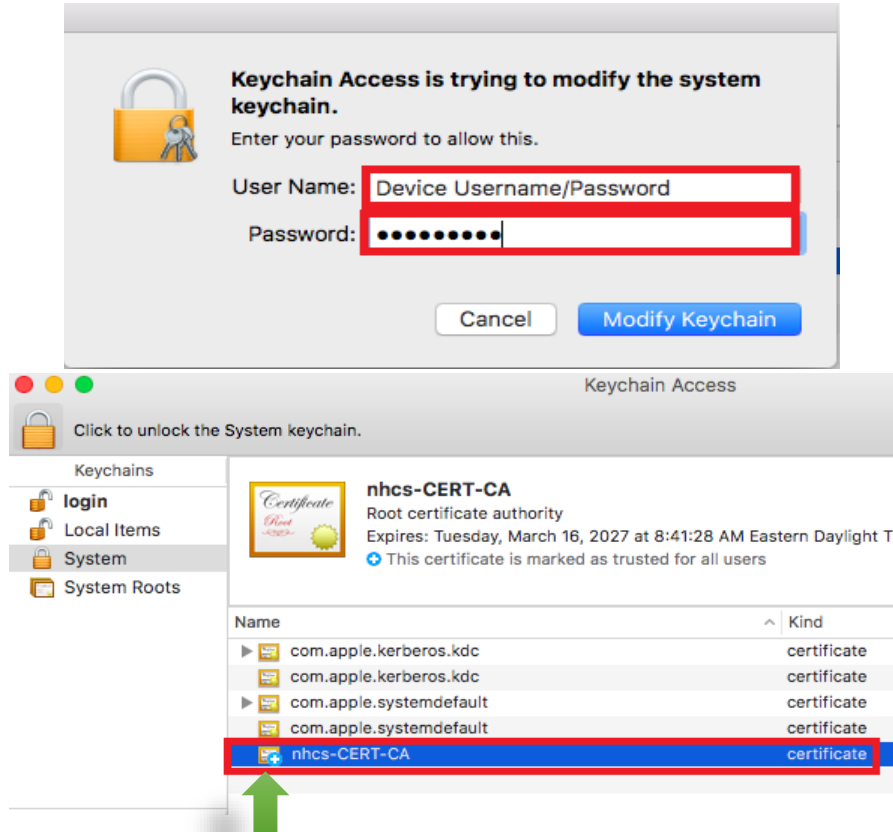 Keychain Access is trying to modify the system
keychain.
Enter your password to allow this.
User Name: Device Username/Password
Password: •••••••••
Cancel Modify Keychain
Keychain Access
Click to unlock the System keychain.
Keychains
login
Local Items
System
System Roots
Certificate
Root
nhcs-CERT-CA
Root certificate authority
Expires: Tuesday, March 16, 2027 at 8:41:28 AM Eastern Daylight T
This certificate is marked as trusted for all users
Name Kind
com.apple.kerberos.kdc certificate
com.apple.kerberos.kdc certificate
com.apple.systemdefault certificate
com.apple.systemdefault certificate
nhcs-CERT-CA certificate